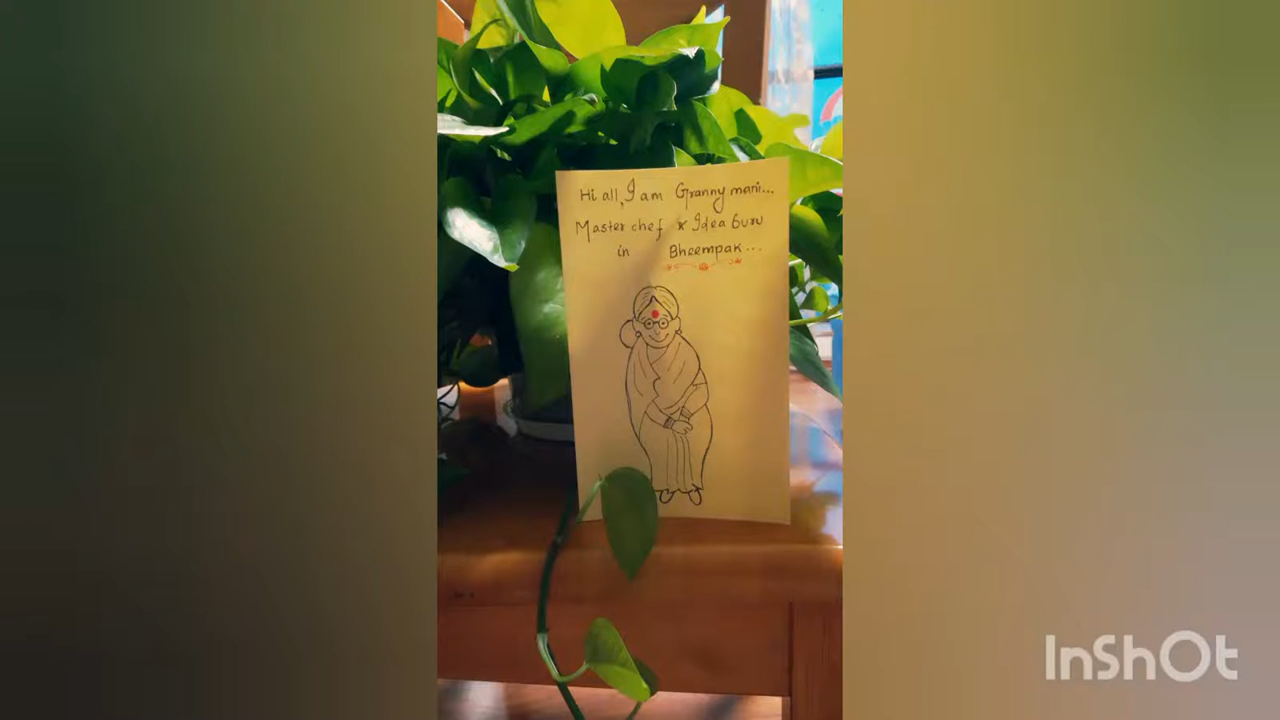 Hi all, I am Granny mani...
Master chef & Idea Guru
in Bheempak...
InShOt